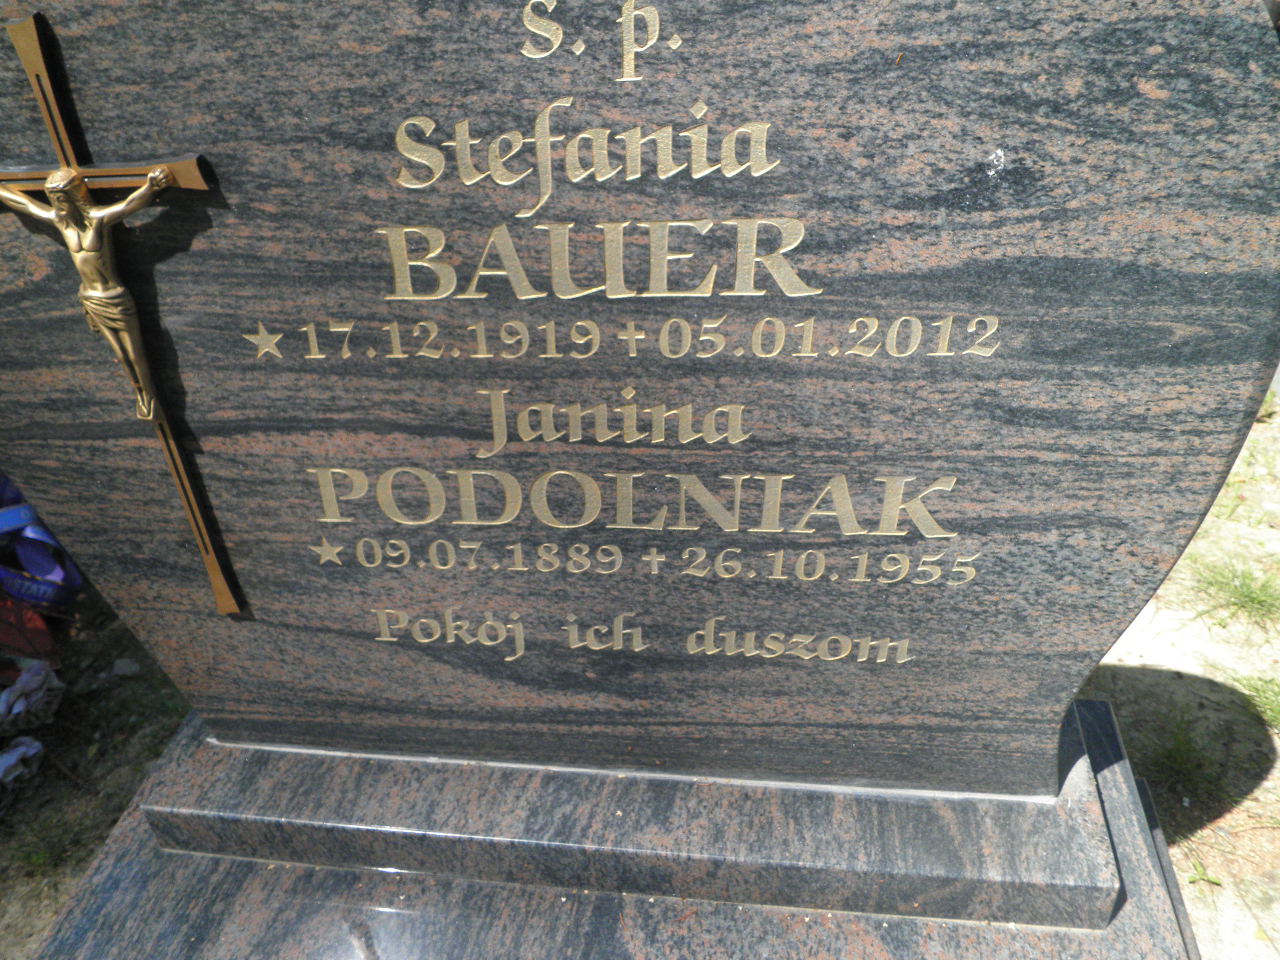 Ś. P.
Stefania
BAUER
★17.12.1919+05.01.2012
Janina
PODOLNIAK
★09.07.1889+26.10.1955
Pokój ich duszom